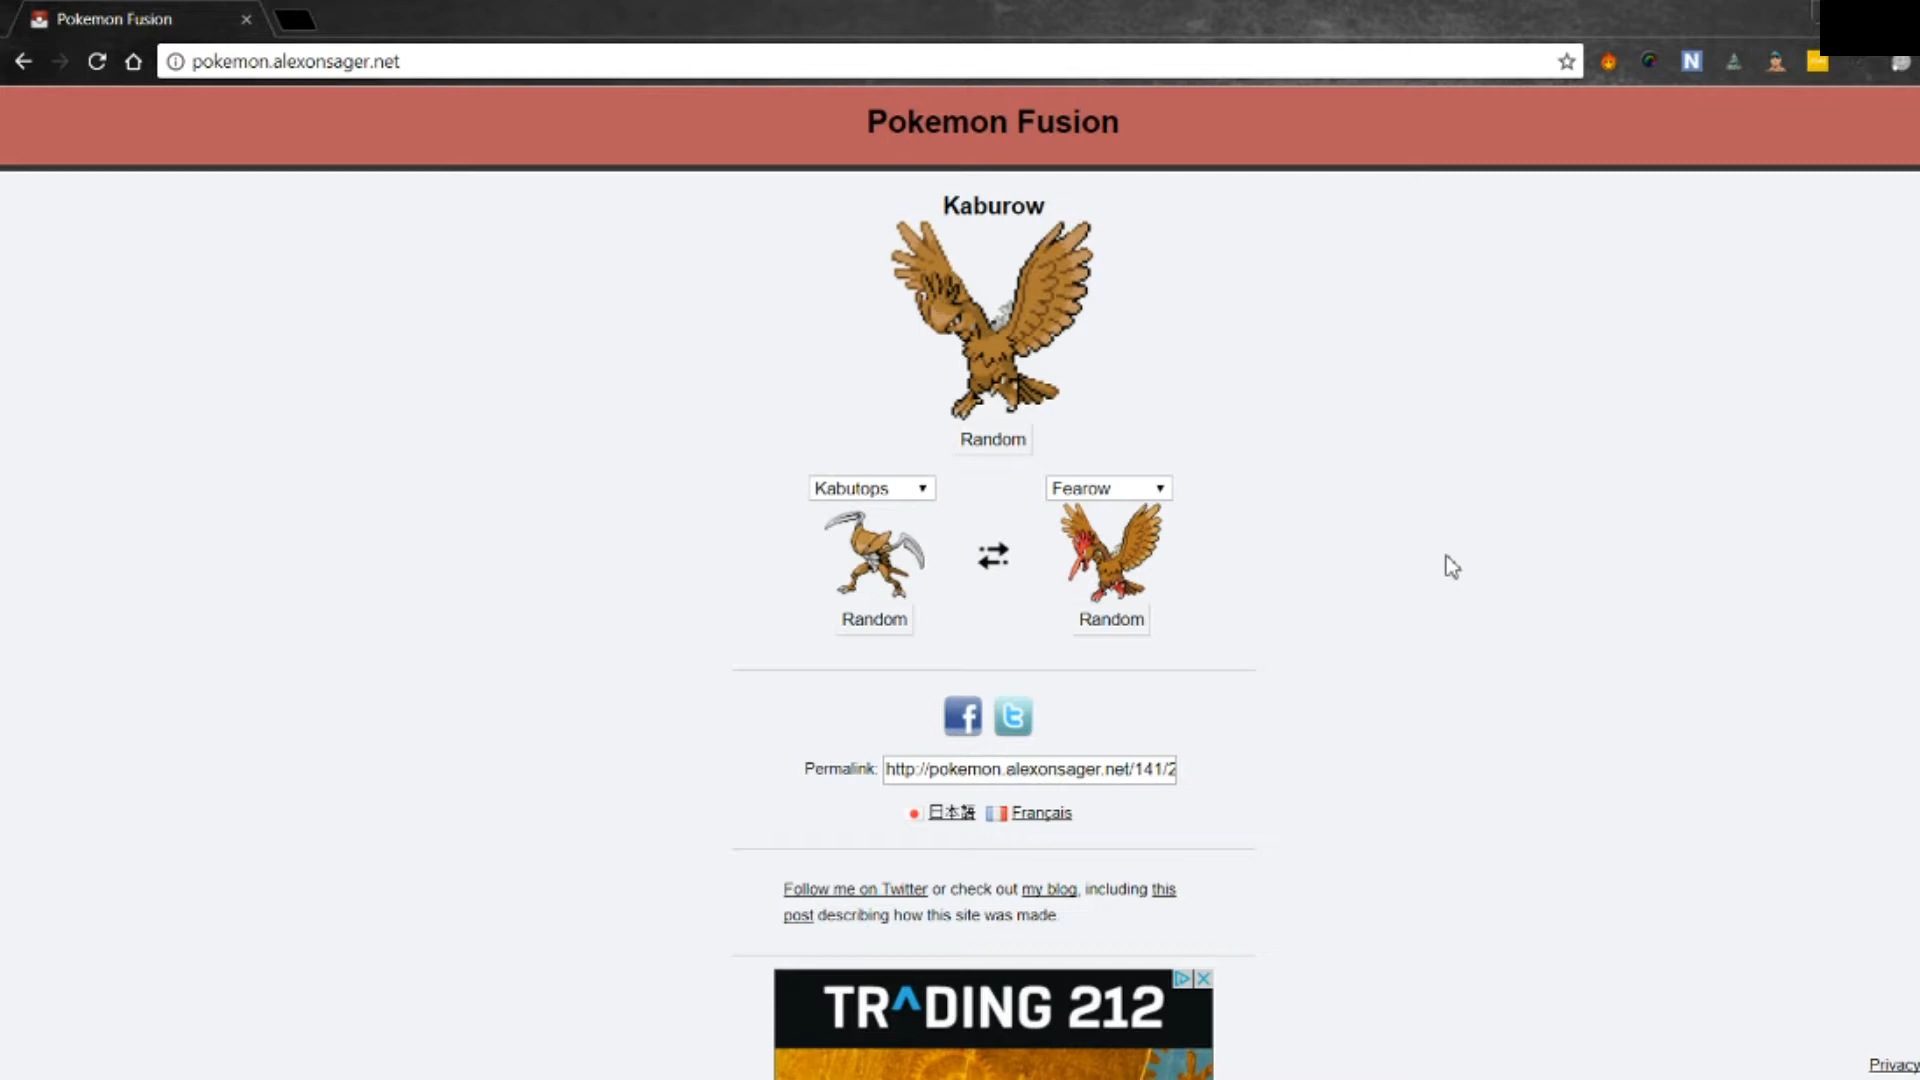 Pokemon Fusion
pokemon.alexonsager.net
N
Pokemon Fusion
Kaburow
Random
Kabutops
Fearow
Random
Random
Permalink: http://pokemon.alexonsager.net/141/2
日本語 Français
Follow me on Twitter or check out my blog, including this
post describing how this site was made.
TRADING 212
Privacy